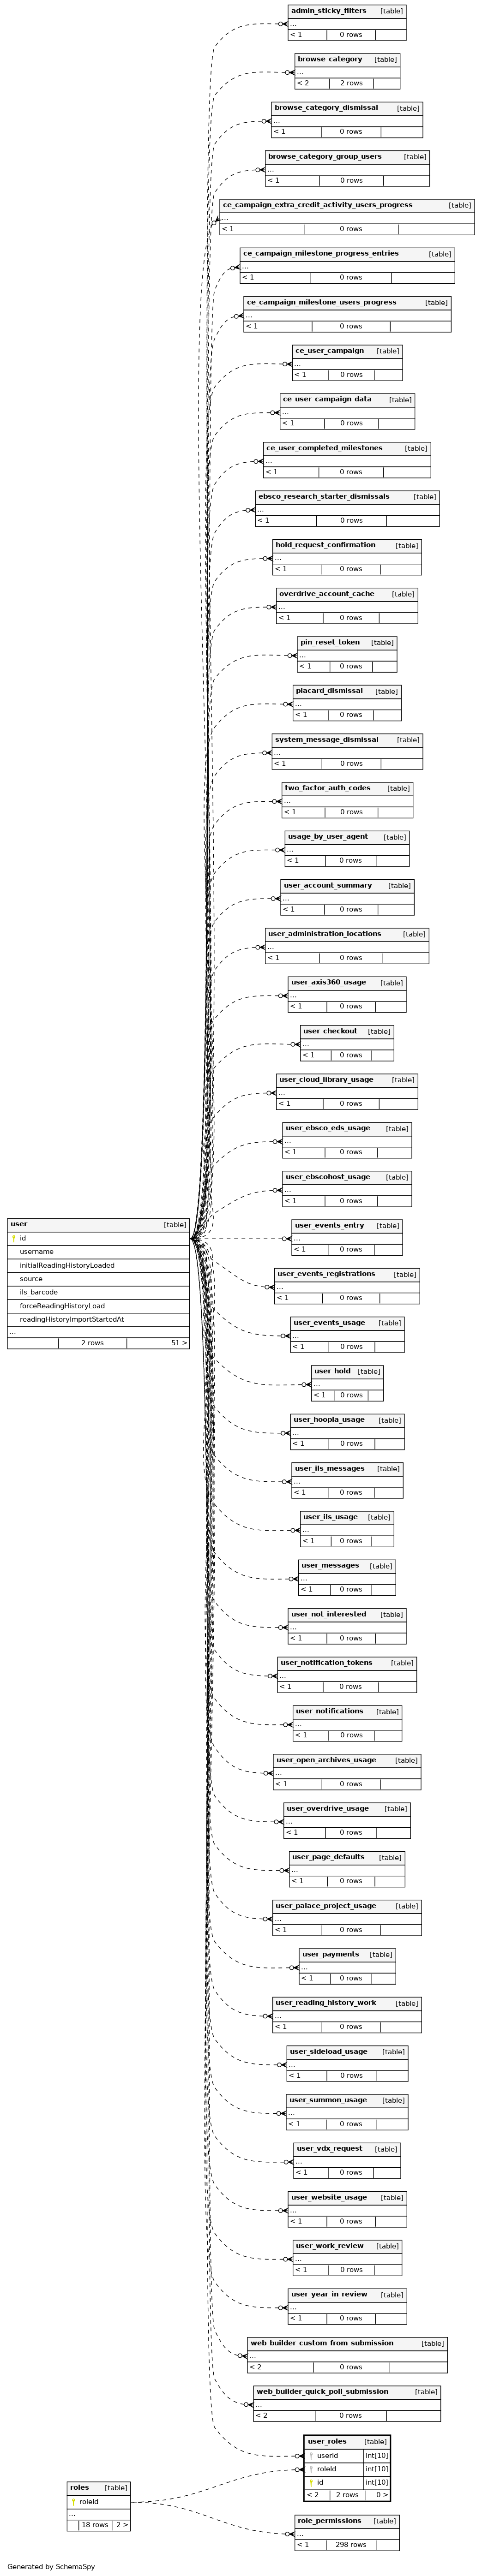 admin_sticky_filters [table]
...
< 1 0 rows
browse_category [table]
...
< 2 2 rows
browse_category_dismissal [table]
...
< 1 0 rows
browse_category_group_users [table]
...
< 1 0 rows
ce_campaign_extra_credit_activity_users_progress [table]
...
< 1 0 rows
ce_campaign_milestone_progress_entries [table]
...
< 1 0 rows
ce_campaign_milestone_users_progress [table]
...
< 1 0 rows
ce_user_campaign [table]
...
< 1 0 rows
ce_user_campaign_data [table]
...
< 1 0 rows
ce_user_completed_milestones [table]
...
< 1 0 rows
ebsco_research_starter_dismissals [table]
...
< 1 0 rows
hold_request_confirmation [table]
...
< 1 0 rows
overdrive_account_cache [table]
...
< 1 0 rows
pin_reset_token [table]
...
< 1 0 rows
placard_dismissal [table]
...
< 1 0 rows
system_message_dismissal [table]
...
< 1 0 rows
two_factor_auth_codes [table]
...
< 1 0 rows
usage_by_user_agent [table]
...
< 1 0 rows
user_account_summary [table]
...
< 1 0 rows
user_administration_locations [table]
...
< 1 0 rows
user_axis360_usage [table]
...
< 1 0 rows
user_checkout [table]
...
< 1 0 rows
user_cloud_library_usage [table]
...
< 1 0 rows
user_ebsco_eds_usage [table]
...
< 1 0 rows
user_ebscohost_usage [table]
...
< 1 0 rows
user [table]
id
username
initialReadingHistoryLoaded
source
ils_barcode
forceReadingHistoryLoad
readingHistoryImportStartedAt
...
2 rows 51 >
user_events_entry [table]
...
< 1 0 rows
user_events_registrations [table]
...
< 1 0 rows
user_events_usage [table]
...
< 1 0 rows
user_hold [table]
...
< 1 0 rows
user_hoopla_usage [table]
...
< 1 0 rows
user_ils_messages [table]
...
< 1 0 rows
user_ils_usage [table]
...
< 1 0 rows
user_messages [table]
...
< 1 0 rows
user_not_interested [table]
...
< 1 0 rows
user_notification_tokens [table]
...
< 1 0 rows
user_notifications [table]
...
< 1 0 rows
user_open_archives_usage [table]
...
< 1 0 rows
user_overdrive_usage [table]
...
< 1 0 rows
user_page_defaults [table]
...
< 1 0 rows
user_palace_project_usage [table]
...
< 1 0 rows
user_payments [table]
...
< 1 0 rows
user_reading_history_work [table]
...
< 1 0 rows
user_sideload_usage [table]
...
< 1 0 rows
user_summon_usage [table]
...
< 1 0 rows
user_vdx_request [table]
...
< 1 0 rows
user_website_usage [table]
...
< 1 0 rows
user_work_review [table]
...
< 1 0 rows
user_year_in_review [table]
...
< 1 0 rows
web_builder_custom_from_submission [table]
...
< 2 0 rows
web_builder_quick_poll_submission [table]
...
< 2 0 rows
user_roles [table]
userId int[10]
roleId int[10]
id int[10]
< 2 2 rows 0 >
roles [table]
roleId
...
18 rows 2 >
role_permissions [table]
...
< 1 298 rows
Generated by SchemaSpy